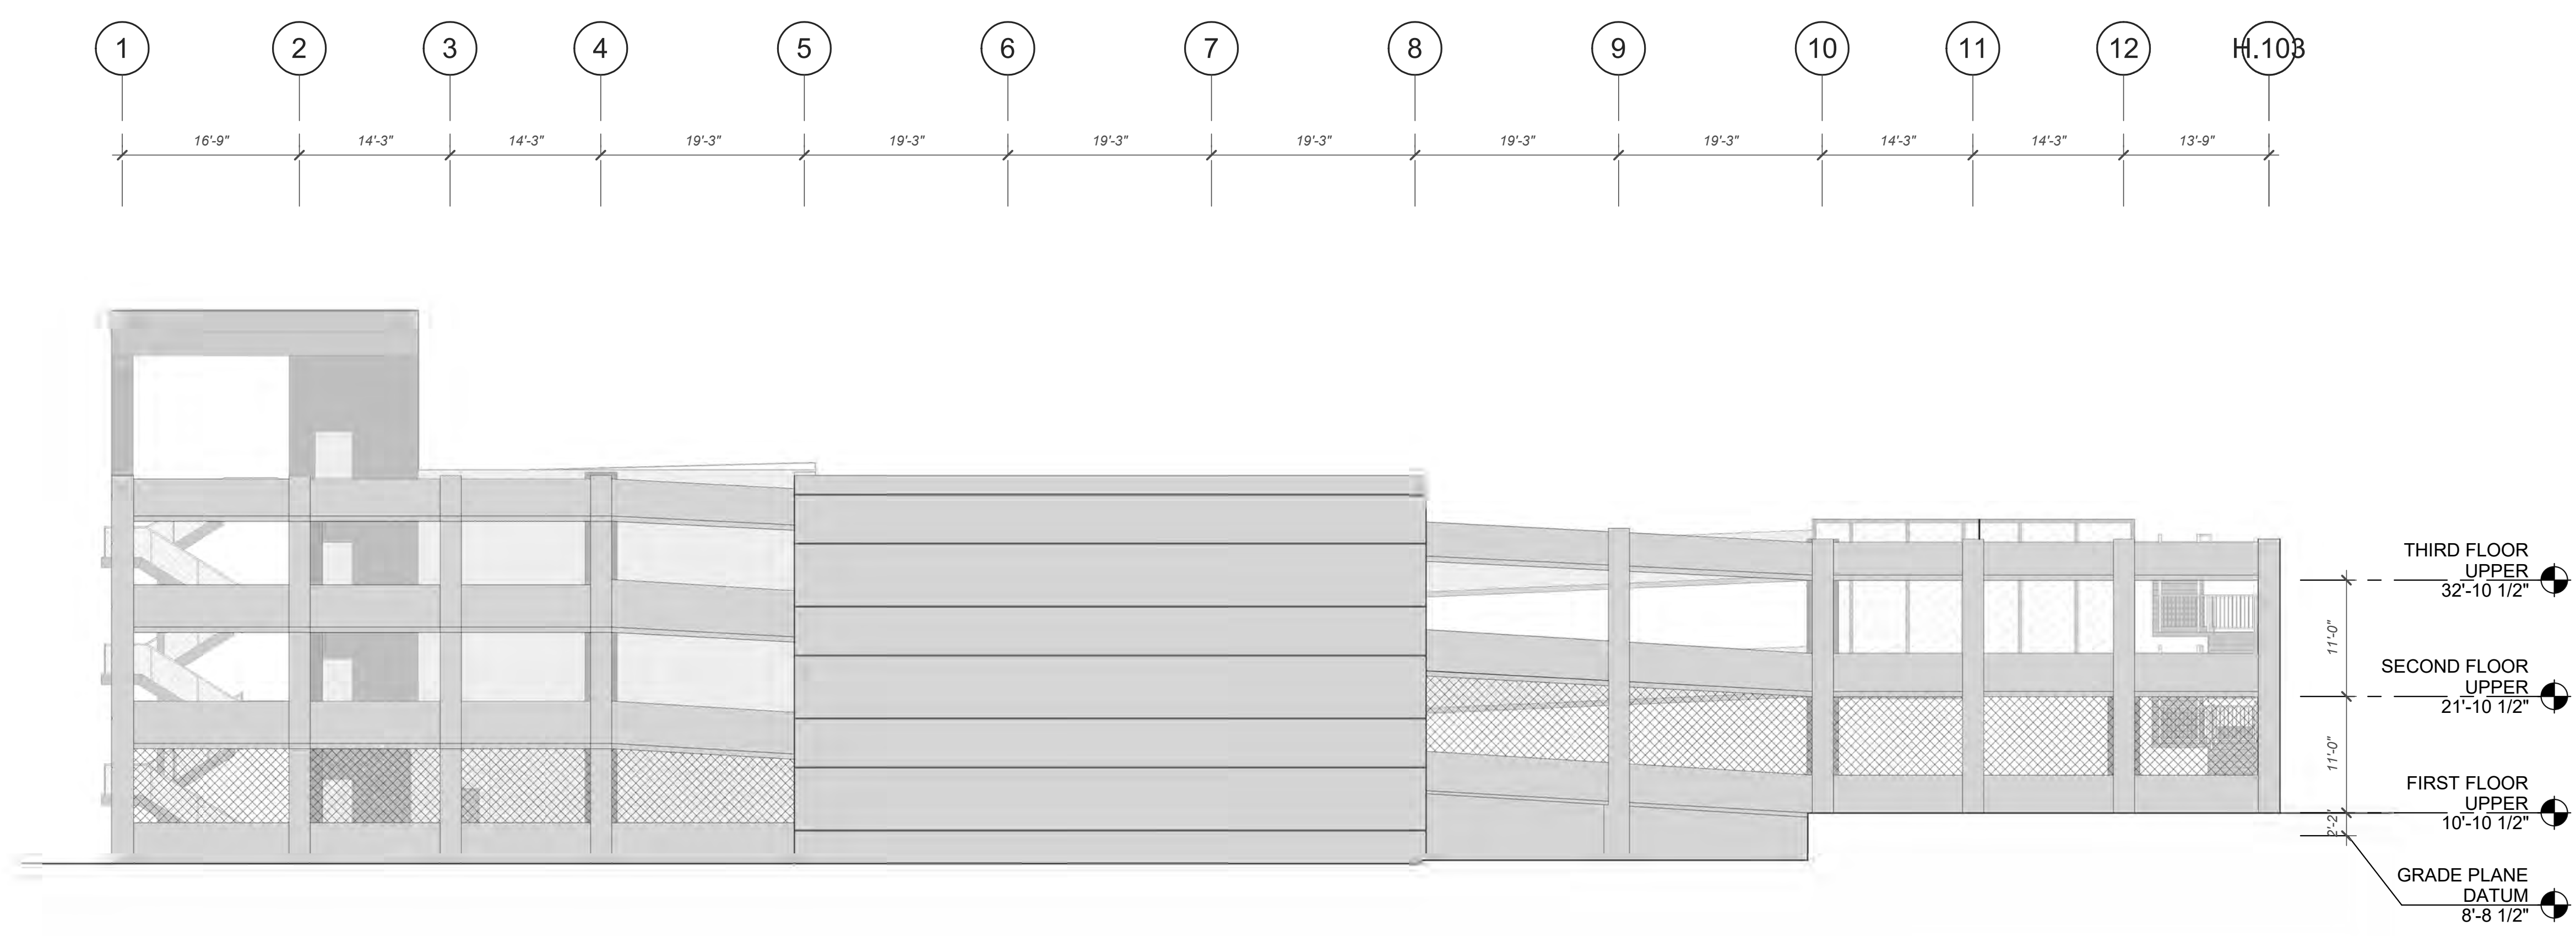 1 2 3 4 5 6 7 8 9 10 11 12 H.103
16'-9" 14'-3" 14'-3" 19'-3" 19'-3" 19'-3" 19'-3" 19'-3" 19'-3" 14'-3" 14'-3" 13'-9"
THIRD FLOOR
UPPER
32'-10 1/2"
11'-0"
SECOND FLOOR
UPPER
21'-10 1/2"
11'-0"
FIRST FLOOR
UPPER
10'-10 1/2"
2'-2"
GRADE PLANE
DATUM
8'-8 1/2"